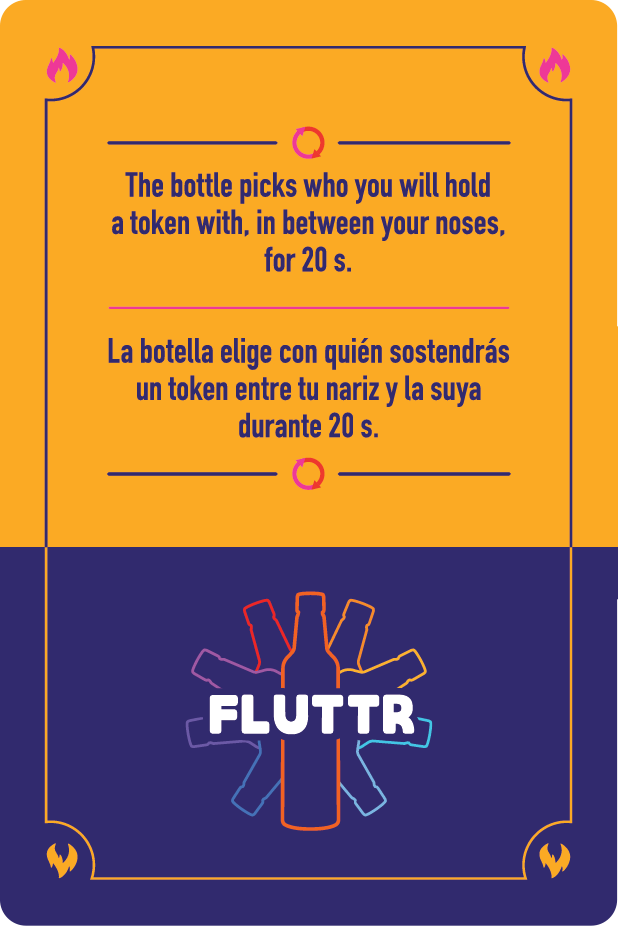 The bottle picks who you will hold
a token with, in between your noses,
for 20 s.
La botella elige con quién sostendrás
un token entre tu nariz y la suya
durante 20 s.
FLUTTR